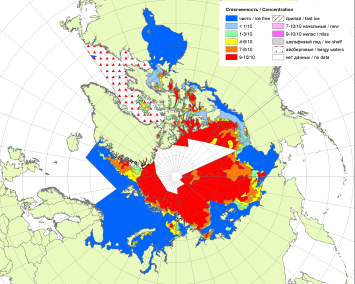 Сплоченность / Concentration
чисто / ice free
< 1/10
1-3/10
4-6/10
7-8/10
9-10/10
припай / fast ice
7-10/10 начальные / new
9-10/10 нилас / nilas
шельфовый лед / ice shelf
айсберговые / bergy waters
нет данных / no data